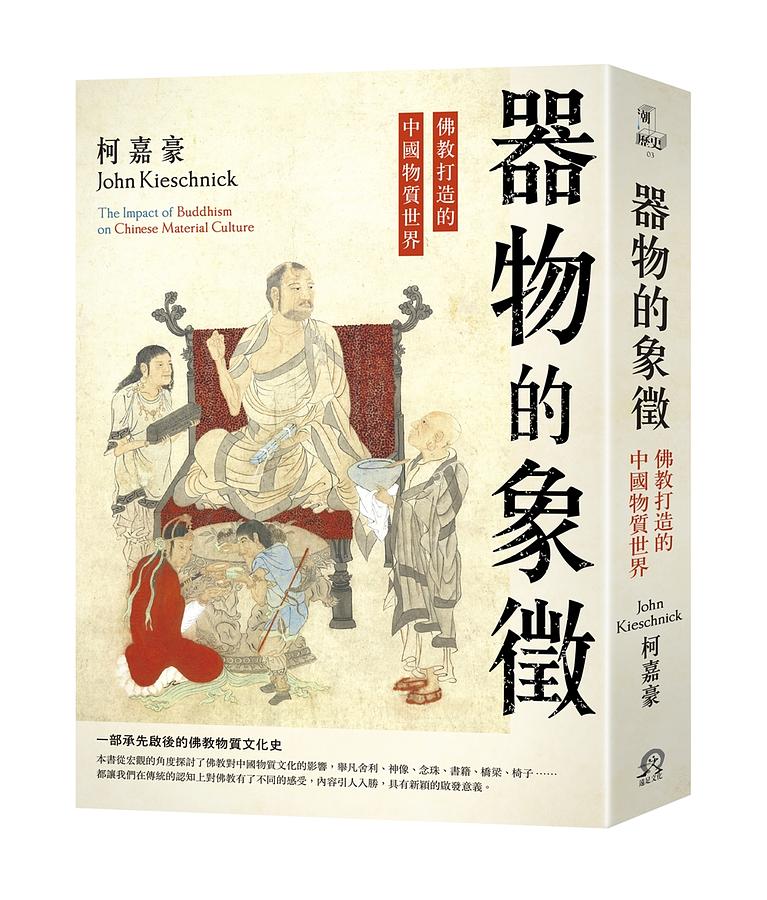 柯嘉豪
John Kieschnick
The Impact of Buddhism
on Chinese Material Culture
佛教打造的
中國物質世界
器物的象徵
一部承先啟後的佛教物質文化史
本書從宏觀的角度探討了佛教對中國物質文化的影響，舉凡舍利、神像、念珠、書籍、橋梁、椅子……
都讓我們在傳統的認知上對佛教有了不同的感受，內容引人入勝，具有新穎的啟發意義。
潮
歷史
03
器物的象徵
佛教打造的
中國物質世界
John
Kieschnick
柯嘉豪
遠足文化